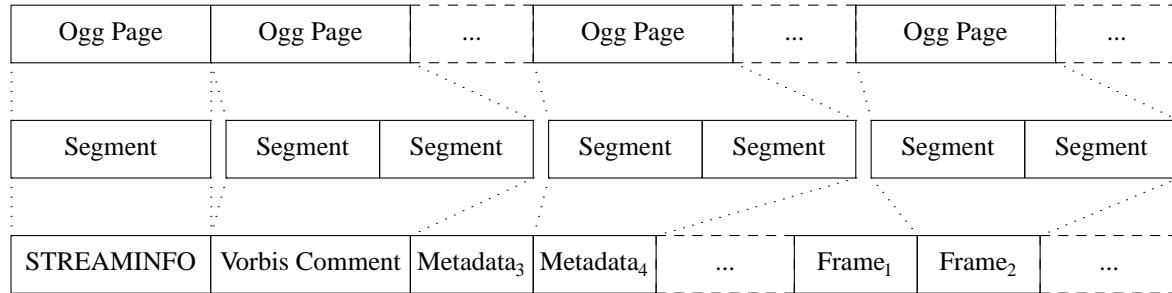 Ogg Page Ogg Page ... Ogg Page ... Ogg Page ...
Segment Segment Segment Segment Segment Segment Segment
STREAMINFO Vorbis Comment Metadata₃ Metadata₄ ... Frame₁ Frame₂ ...